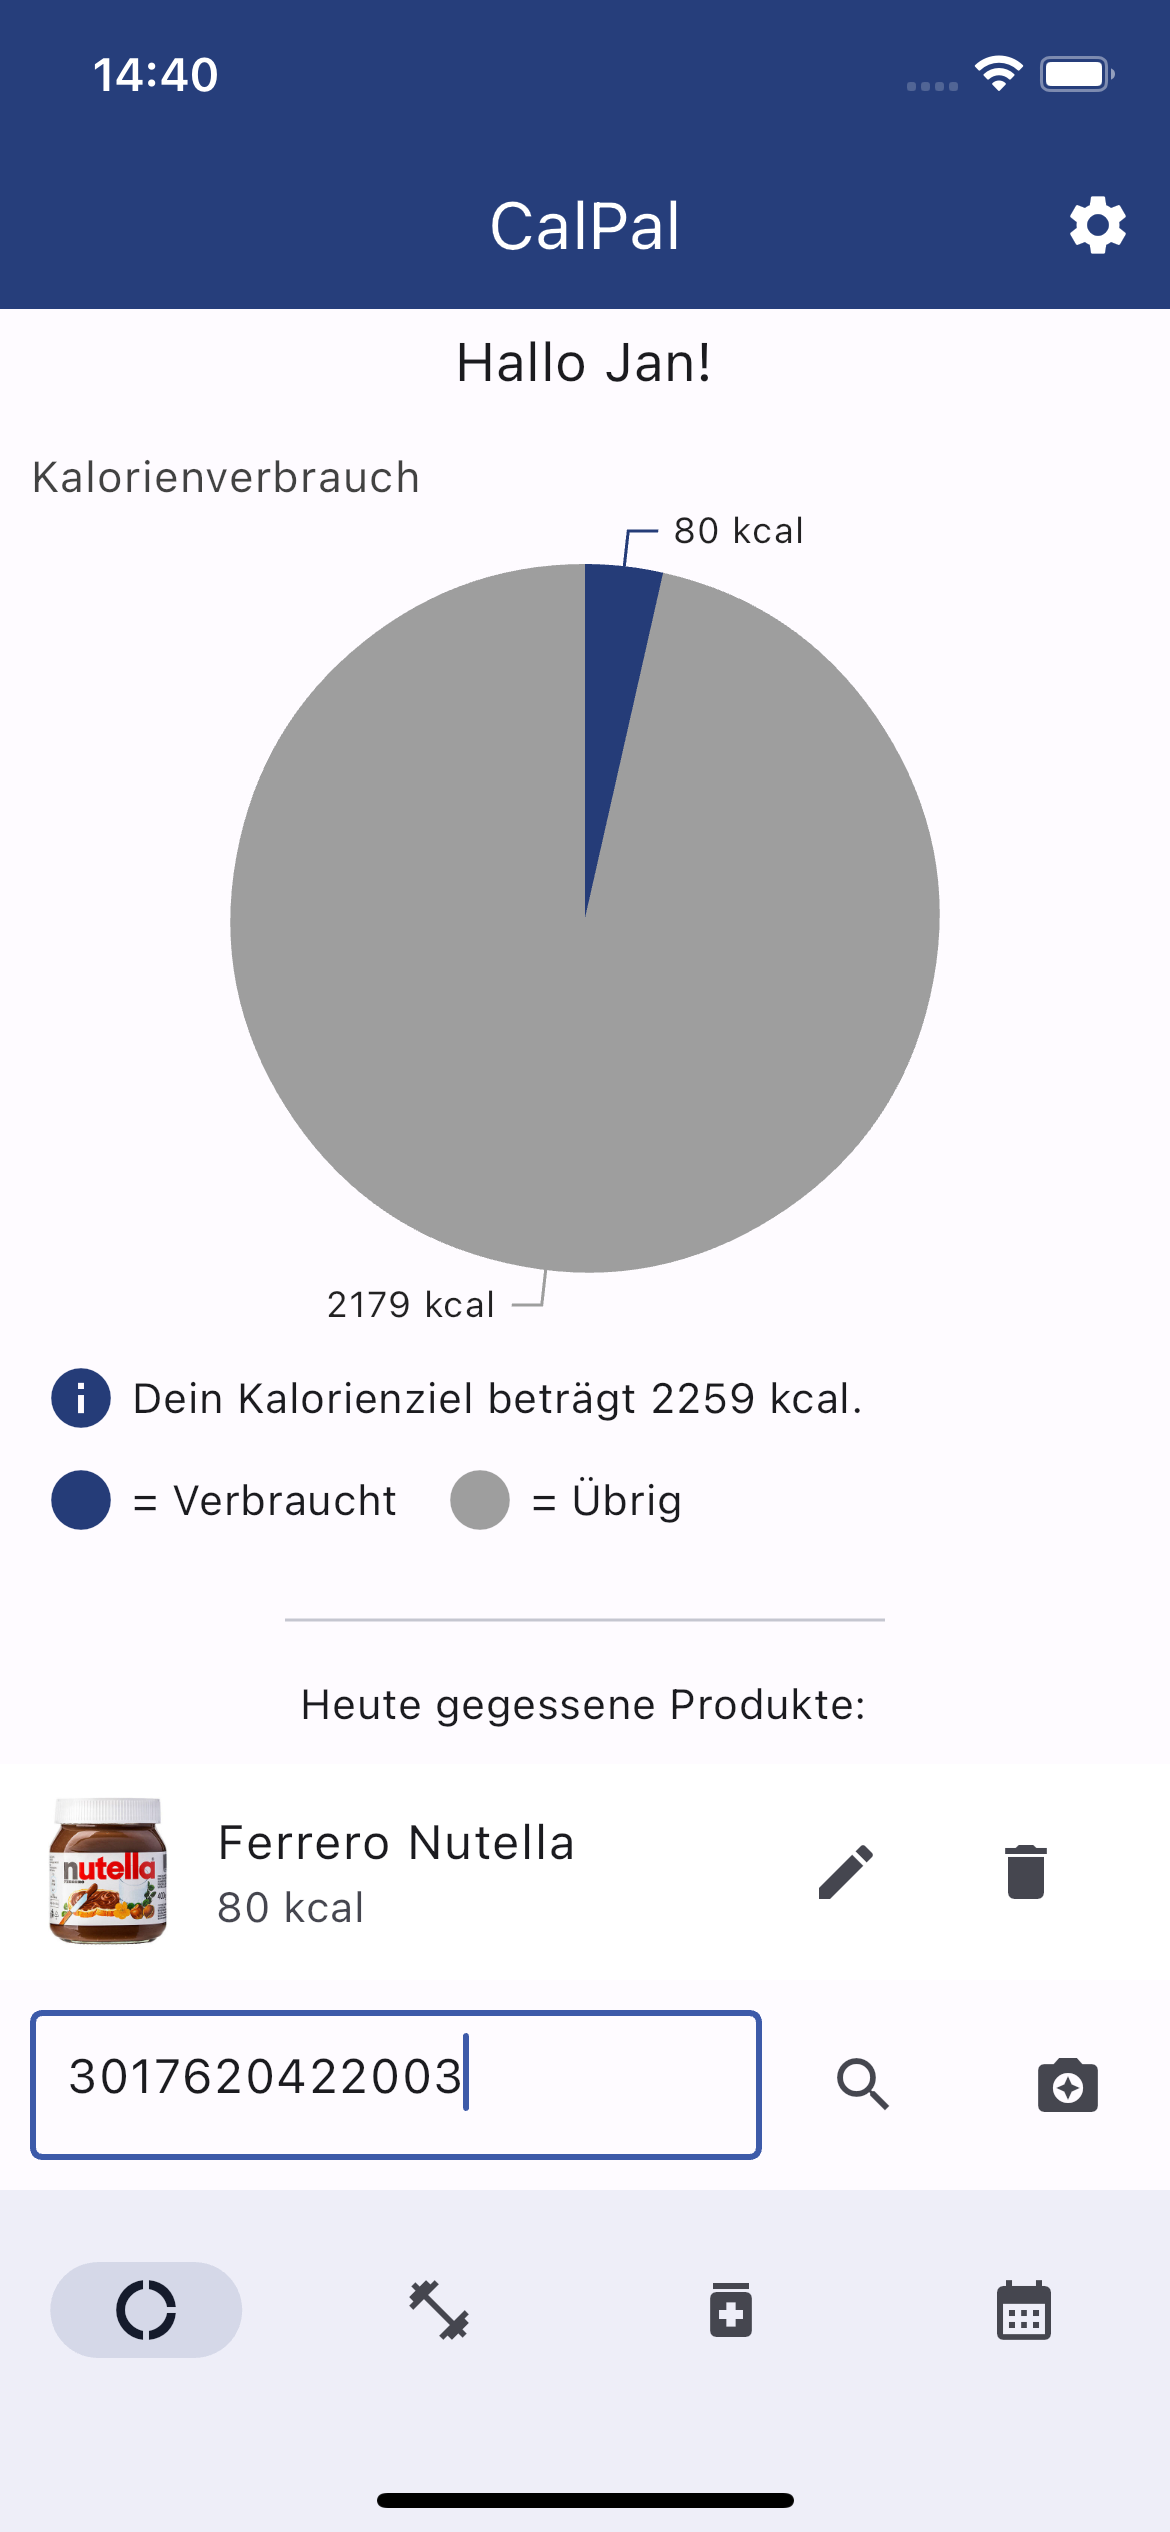 14:40
CalPal
Hallo Jan!
Kalorienverbrauch
80 kcal
2179 kcal
Dein Kalorienziel beträgt 2259 kcal.
= Verbraucht = Übrig
Heute gegessene Produkte:
nutella
Ferrero Nutella
80 kcal
3017620422003